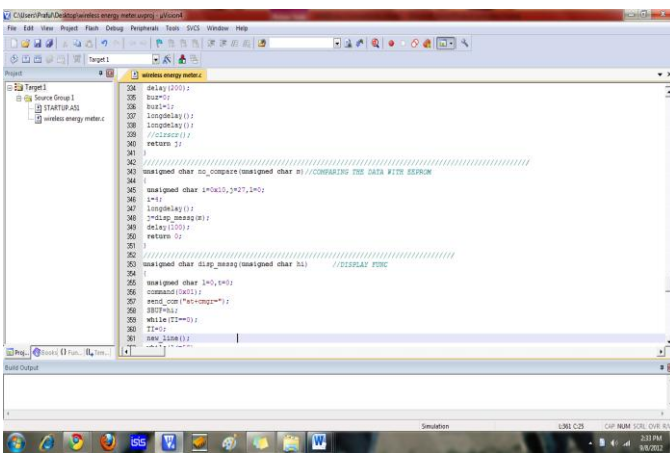 C:\Users\Praful\Desktop\wireless energy meter.uvproj - µVision4
File Edit View Project Flash Debug Peripherals Tools SVCS Window Help
Target 1
Project
wireless energy meter.c
Target 1
Source Group 1
STARTUP.A51
wireless energy meter.c
334 delay(200);
335 buz=0;
336 buz1=1;
337 longdelay();
338 longdelay();
339 //clrscr();
340 return j;
341 }
342 ////////////////////////////////////////////////////////////////////////////////////////
343 unsigned char no_compare(unsigned char m)//COMPARING THE DATA WITH EEPROM
344 {
345 unsigned char i=0x10,j=27,l=0;
346 i=4;
347 longdelay();
348 j=disp_messg(m);
349 delay(100);
350 return 0;
351 }
352 ////////////////////////////////////////////////////////////////////////
353 unsigned char disp_messg(unsigned char hi) //DISPLAY FUNC
354 {
355 unsigned char l=0,t=0;
356 command(0X01);
357 send_com("at+cmgr=");
358 SBUF=hi;
359 while(TI==0);
360 TI=0;
361 new_line();
Proj... Books {} Fun... Tem...
Build Output
Simulation L:361 C:25 CAP NUM SCRL OVR
isis
W
2:33 PM
9/8/2012